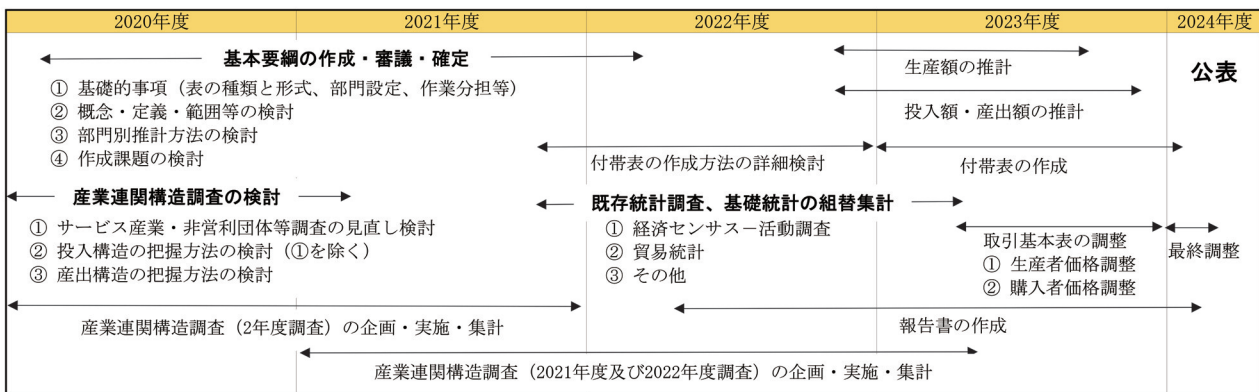 2020年度 2021年度 2022年度 2023年度 2024年度
基本要綱の作成・審議・確定
① 基礎的事項（表の種類と形式、部門設定、作業分担等）
② 概念・定義・範囲等の検討
③ 部門別推計方法の検討
④ 作成課題の検討
生産額の推計
公表
投入額・産出額の推計
付帯表の作成方法の詳細検討
付帯表の作成
産業連関構造調査の検討
① サービス産業・非営利団体等調査の見直し検討
② 投入構造の把握方法の検討（①を除く）
③ 産出構造の把握方法の検討
既存統計調査、基礎統計の組替集計
① 経済センサス－活動調査
② 貿易統計
③ その他
取引基本表の調整
① 生産者価格調整
② 購入者価格調整
最終調整
産業連関構造調査（2年度調査）の企画・実施・集計
報告書の作成
産業連関構造調査（2021年度及び2022年度調査）の企画・実施・集計